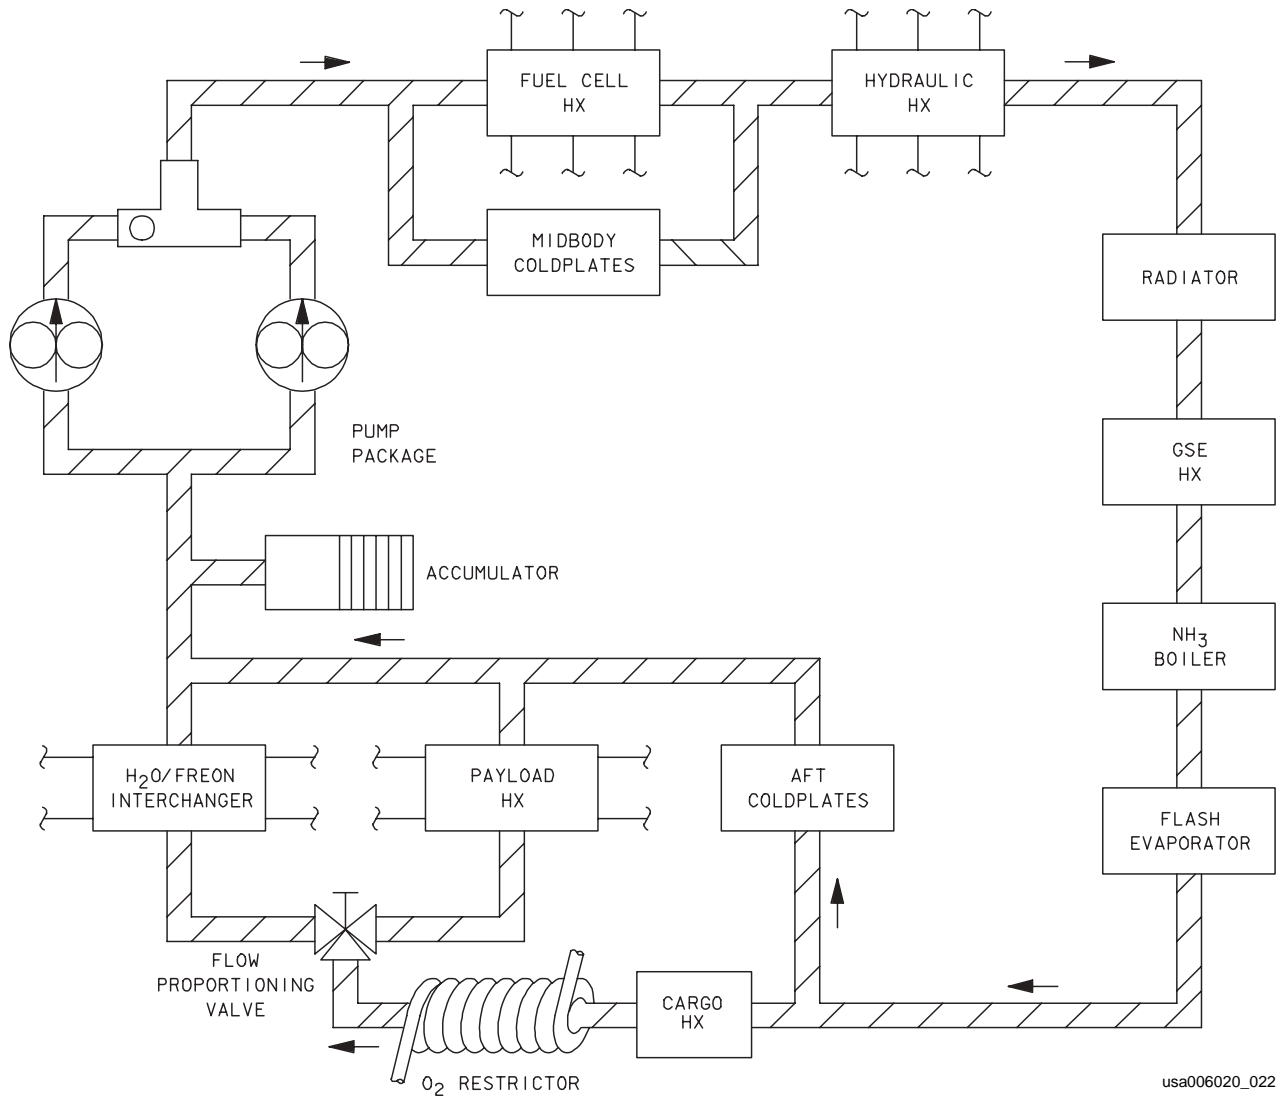 FUEL CELL
HX
HYDRAULIC
HX
MIDBODY
COLDPLATES
RADIATOR
PUMP
PACKAGE
GSE
HX
ACCUMULATOR
NH3
BOILER
H2O/FREON
INTERCHANGER
PAYLOAD
HX
AFT
COLDPLATES
FLASH
EVAPORATOR
FLOW
PROPORTIONING
VALVE
CARGO
HX
O2 RESTRICTOR
usa006020_022